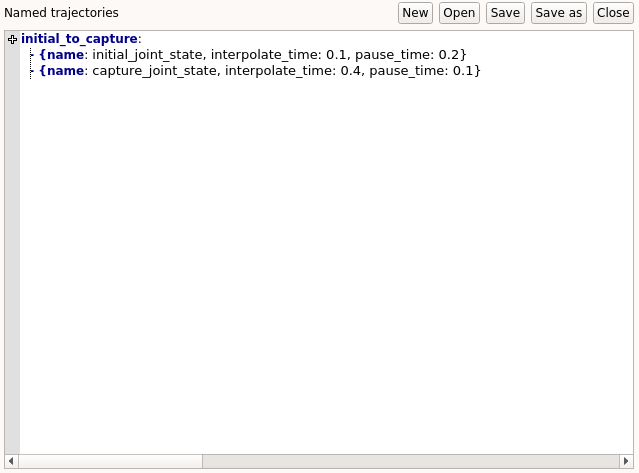 Named trajectories New Open Save Save as Close
initial_to_capture:
- {name: initial_joint_state, interpolate_time: 0.1, pause_time: 0.2}
- {name: capture_joint_state, interpolate_time: 0.4, pause_time: 0.1}